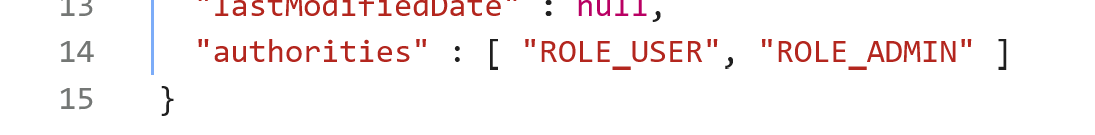 13 "lastModifiedDate" : null,
14 "authorities" : [ "ROLE_USER", "ROLE_ADMIN" ]
15 }